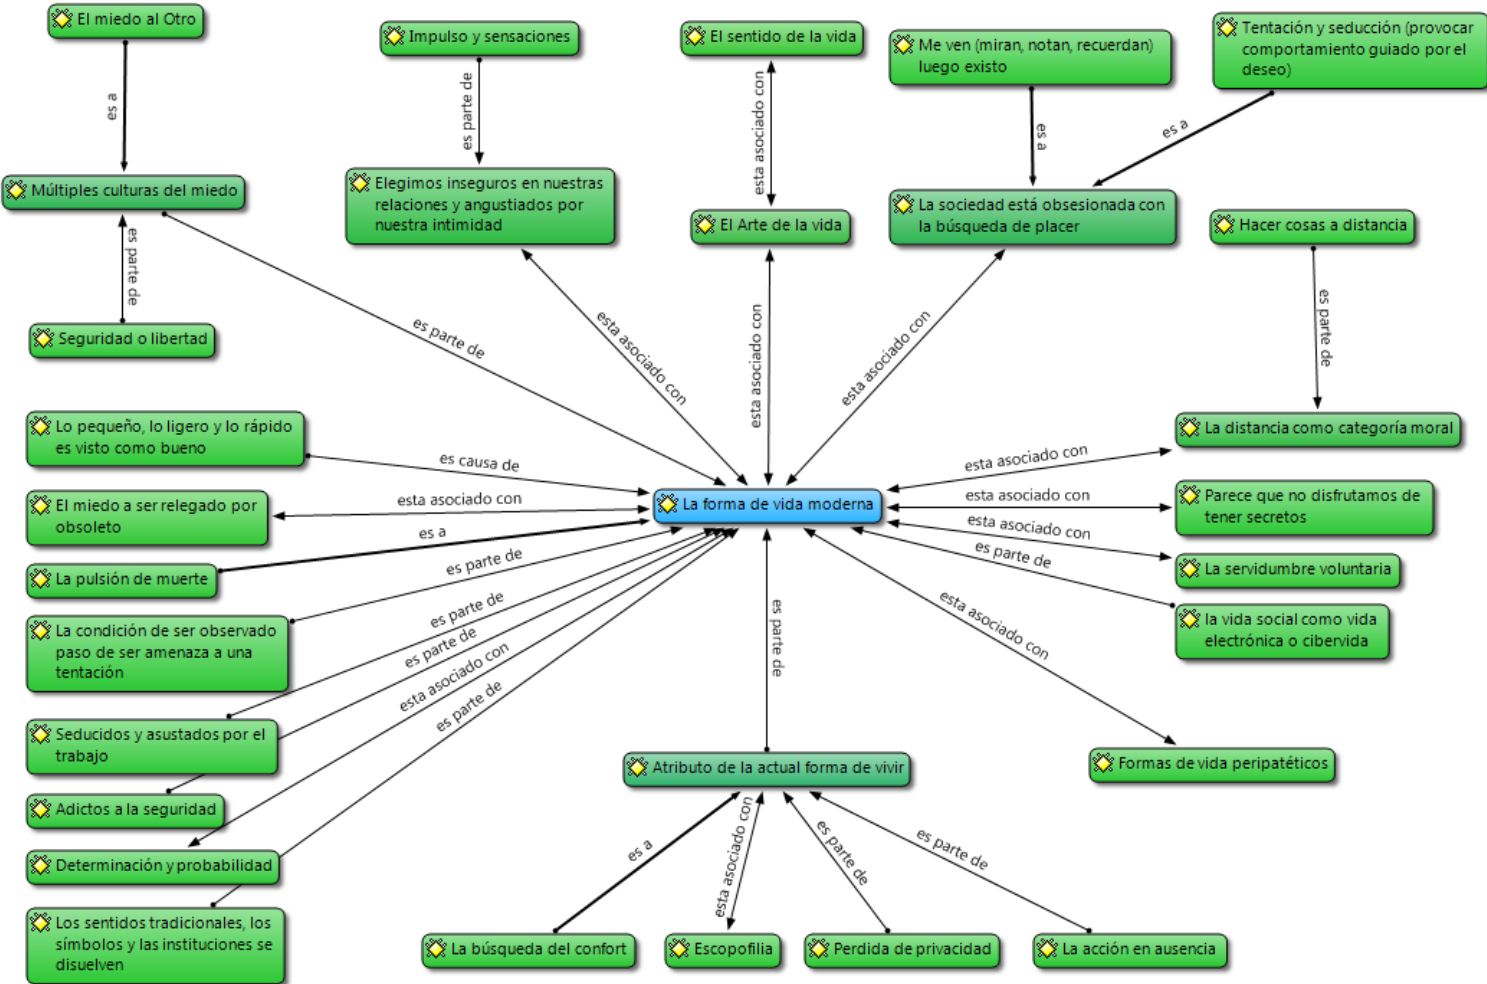 El miedo al Otro
Impulso y sensaciones
El sentido de la vida
Me ven (miran, notan, recuerdan)
luego existo
Tentación y seducción (provocar
comportamiento guiado por el
deseo)
es a
es parte de
esta asociado con
es a
es a
Múltiples culturas del miedo
Elegimos inseguros en nuestras
relaciones y angustiados por
nuestra intimidad
El Arte de la vida
La sociedad está obsesionada con
la búsqueda de placer
Hacer cosas a distancia
es parte de
es parte de
Seguridad o libertad
es parte de
esta asociado con
esta asociado con
esta asociado con
Lo pequeño, lo ligero y lo rápido
es visto como bueno
es causa de
esta asociado con
La distancia como categoría moral
El miedo a ser relegado por
obsoleto
esta asociado con
La forma de vida moderna
esta asociado con
Parece que no disfrutamos de
tener secretos
es a
esta asociado con
La pulsión de muerte
es parte de
es parte de
La servidumbre voluntaria
La condición de ser observado
paso de ser amenaza a una
tentación
es parte de
es parte de
esta asociado con
es parte de
es parte de
esta asociado con
la vida social como vida
electrónica o cibervida
Seducidos y asustados por el
trabajo
Atributo de la actual forma de vivir
Formas de vida peripatéticos
Adictos a la seguridad
Determinación y probabilidad
es a
esta asociado con
es parte de
es parte de
Los sentidos tradicionales, los
símbolos y las instituciones se
disuelven
La búsqueda del confort
Escopofilia
Perdida de privacidad
La acción en ausencia